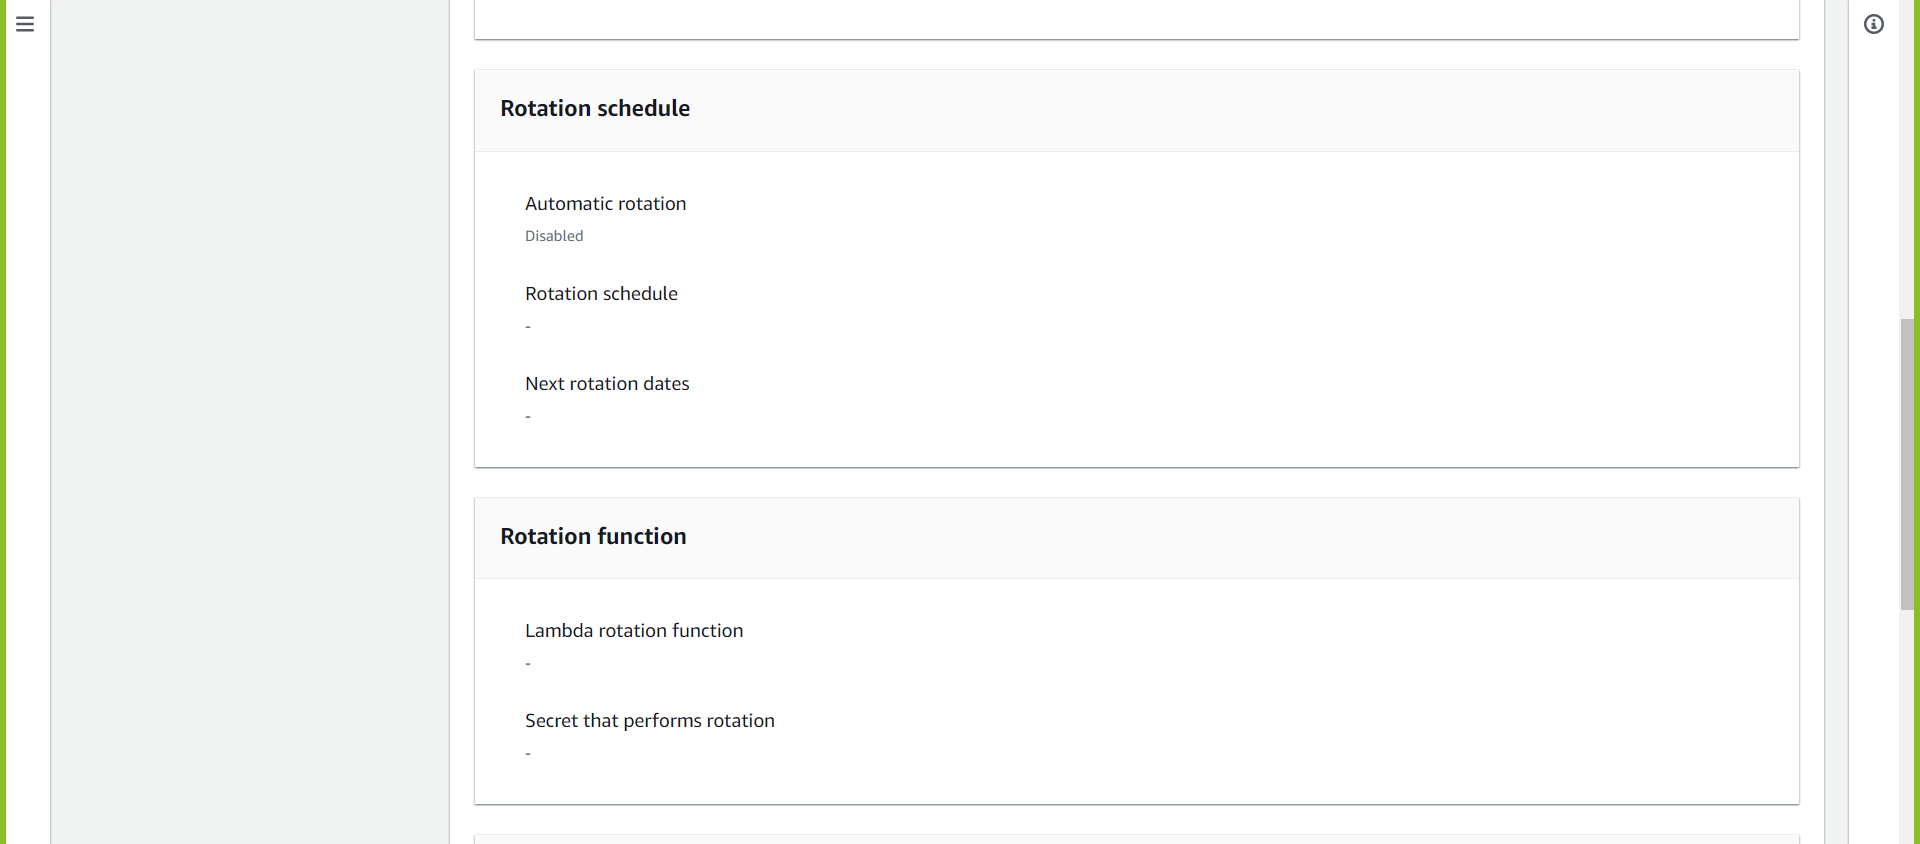 Rotation schedule
Automatic rotation
Disabled
Rotation schedule
-
Next rotation dates
-
Rotation function
Lambda rotation function
-
Secret that performs rotation
-